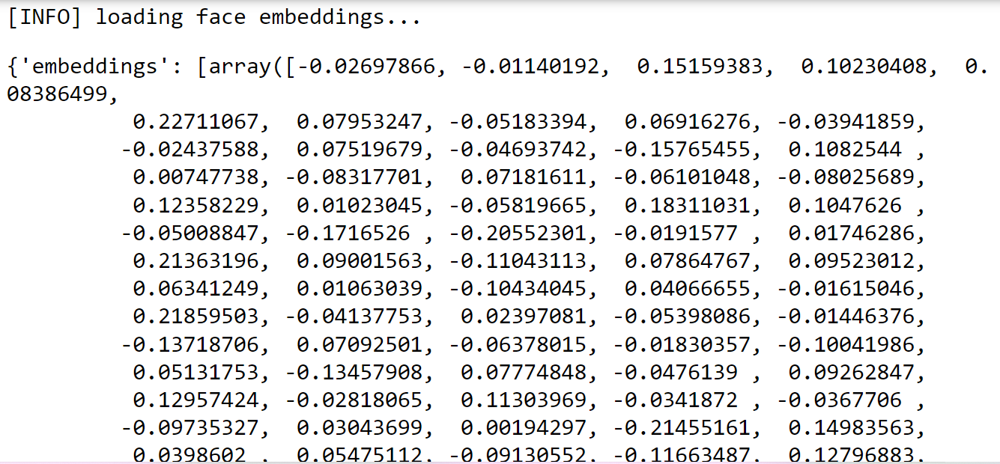 [INFO] loading face embeddings...
{'embeddings': [array([-0.02697866, -0.01140192,  0.15159383,  0.10230408,  0.
08386499,
0.22711067,  0.07953247, -0.05183394,  0.06916276, -0.03941859,
-0.02437588,  0.07519679, -0.04693742, -0.15765455,  0.1082544 ,
0.00747738, -0.08317701,  0.07181611, -0.06101048, -0.08025689,
0.12358229,  0.01023045, -0.05819665,  0.18311031,  0.1047626 ,
-0.05008847, -0.1716526 , -0.20552301, -0.0191577 ,  0.01746286,
0.21363196,  0.09001563, -0.11043113,  0.07864767,  0.09523012,
0.06341249,  0.01063039, -0.10434045,  0.04066655, -0.01615046,
0.21859503, -0.04137753,  0.02397081, -0.05398086, -0.01446376,
-0.13718706,  0.07092501, -0.06378015, -0.01830357, -0.10041986,
0.05131753, -0.13457908,  0.07774848, -0.0476139 ,  0.09262847,
0.12957424, -0.02818065,  0.11303969, -0.0341872 , -0.0367706 ,
-0.09735327,  0.03043699,  0.00194297, -0.21455161,  0.14983563,
0.0398602 ,  0.05475112, -0.09130552, -0.11663487,  0.12796883,